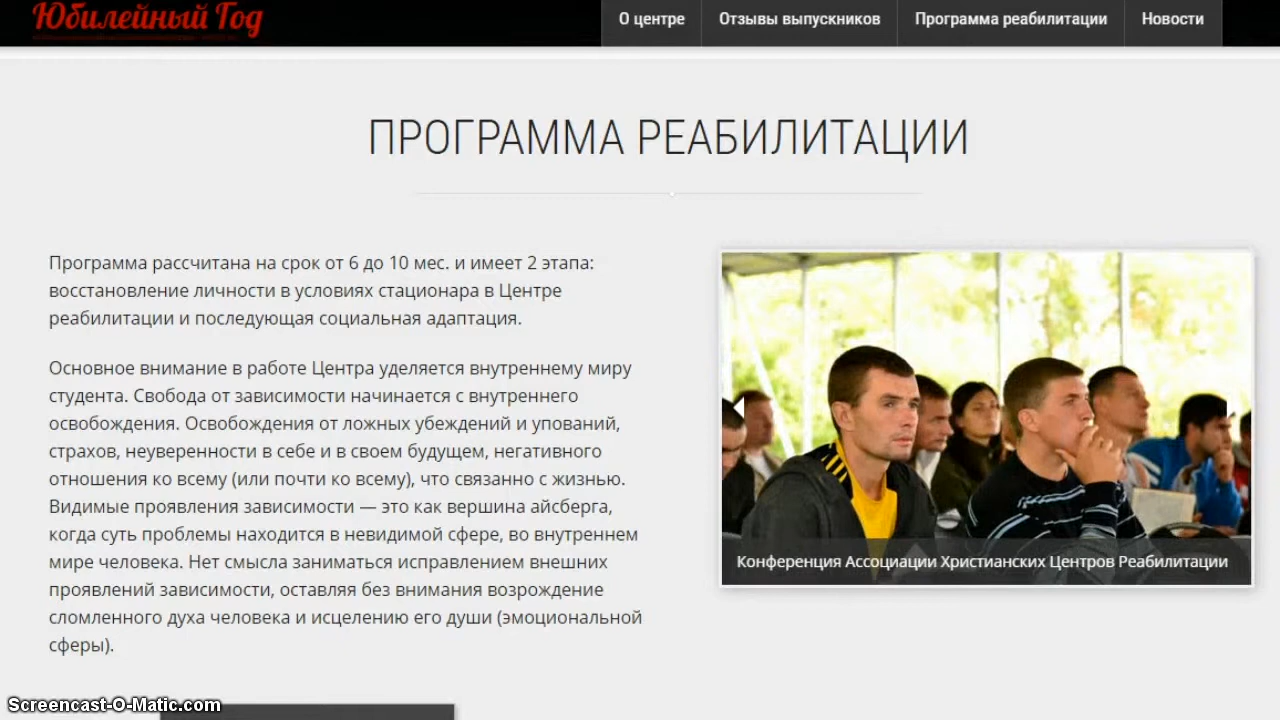 Юбилейный Год
О центре
Отзывы выпускников
Программа реабилитации
Новости
ПРОГРАММА РЕАБИЛИТАЦИИ
Программа рассчитана на срок от 6 до 10 мес. и имеет 2 этапа:
восстановление личности в условиях стационара в Центре
реабилитации и последующая социальная адаптация.
Основное внимание в работе Центра уделяется внутреннему миру
студента. Свобода от зависимости начинается с внутреннего
освобождения. Освобождения от ложных убеждений и упований,
страхов, неуверенности в себе и в своем будущем, негативного
отношения ко всему (или почти ко всему), что связанно с жизнью.
Видимые проявления зависимости — это как вершина айсберга,
когда суть проблемы находится в невидимой сфере, во внутреннем
мире человека. Нет смысла заниматься исправлением внешних
проявлений зависимости, оставляя без внимания возрождение
сломленного духа человека и исцелению его души (эмоциональной
сферы).
Конференция Ассоциации Христианских Центров Реабилитации
Screencast-O-Matic.com